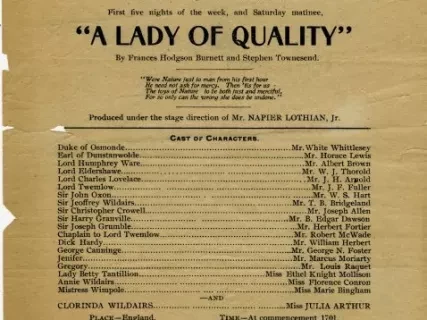 First five nights of the week, and Saturday matinee,
"A LADY OF QUALITY"
By Frances Hodgson Burnett and Stephen Townesend.
"Were Nature just to man from his first hour
He need not ask for mercy. Then 'tis for us
The toys of Nature to be both just and merciful;
For so only can the wrong she does be undone."
Produced under the stage direction of Mr. NAPIER LOTHIAN, Jr.
CAST OF CHARACTERS.
Duke of Osmonde Mr. White Whittlesey
Earl of Dunstanwolde Mr. Horace Lewis
Lord Humphrey Ware Mr. Albert Brown
Lord Eldershawe Mr. W. J. Thorold
Lord Charles Lovelace Mr. J. H. Arnold
Lord Twemlow Mr. J. F. Fuller
Sir John Oxon Mr. W. S. Hart
Sir Jeoffrey Wildairs Mr. T. B. Bridgeland
Sir Christopher Crowell Mr. Joseph Allen
Sir Harry Granville Mr. B. Edgar Dawson
Sir Joseph Grumble Mr. Herbert Fortier
Chaplain to Lord Twemlow Mr. Robert McWade
Dick Hardy Mr. William Herbert
George Canninge Mr. George N. Foster
Jenifer Mr. Marcus Moriarty
Gregory Mr. Louis Raquet
Lady Betty Tantillion Miss Ethel Knight Mollison
Annie Wildairs Miss Florence Conron
Mistress Wimpole Miss Marie Bingham
—AND—
CLORINDA WILDAIRS Miss JULIA ARTHUR
PLACE—England. TIME—At commencement 1701